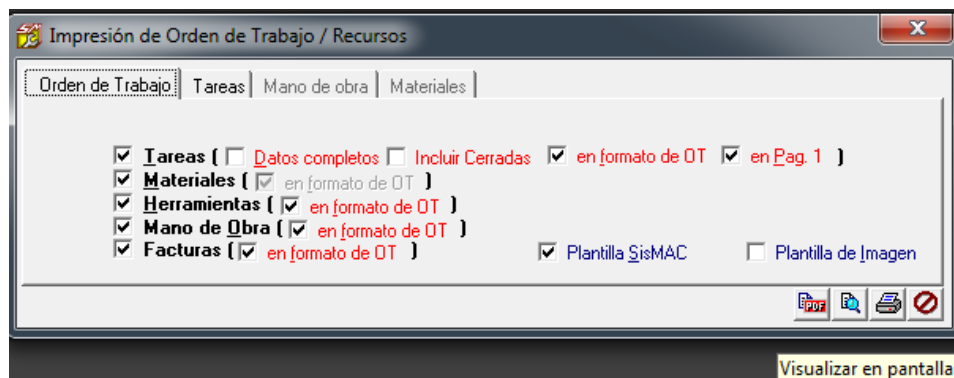 Impresión de Orden de Trabajo / Recursos
Orden de Trabajo Tareas Mano de obra Materiales
Tareas ( Datos completos Incluir Cerradas en formato de OT en Pag. 1 )
Materiales ( en formato de OT )
Herramientas ( en formato de OT )
Mano de Obra ( en formato de OT )
Facturas ( en formato de OT ) Plantilla SisMAC Plantilla de Imagen
PDF
Visualizar en pantalla